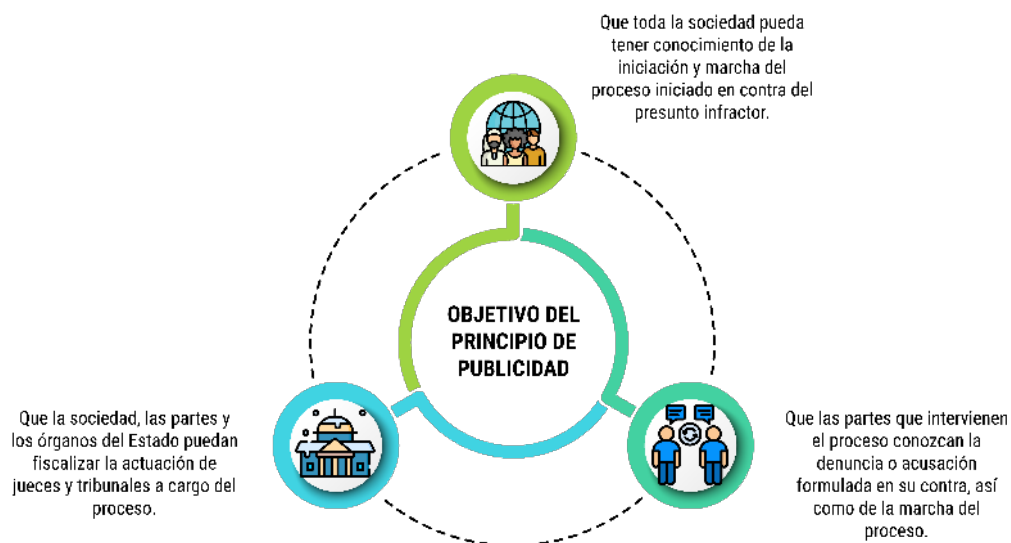 Que toda la sociedad pueda
tener conocimiento de la
iniciación y marcha del
proceso iniciado en contra del
presunto infractor.
OBJETIVO DEL
PRINCIPIO DE
PUBLICIDAD
Que la sociedad, las partes y
los órganos del Estado puedan
fiscalizar la actuación de
jueces y tribunales a cargo del
proceso.
Que las partes que intervienen
el proceso conozcan la
denuncia o acusación
formulada en su contra, así
como de la marcha del
proceso.